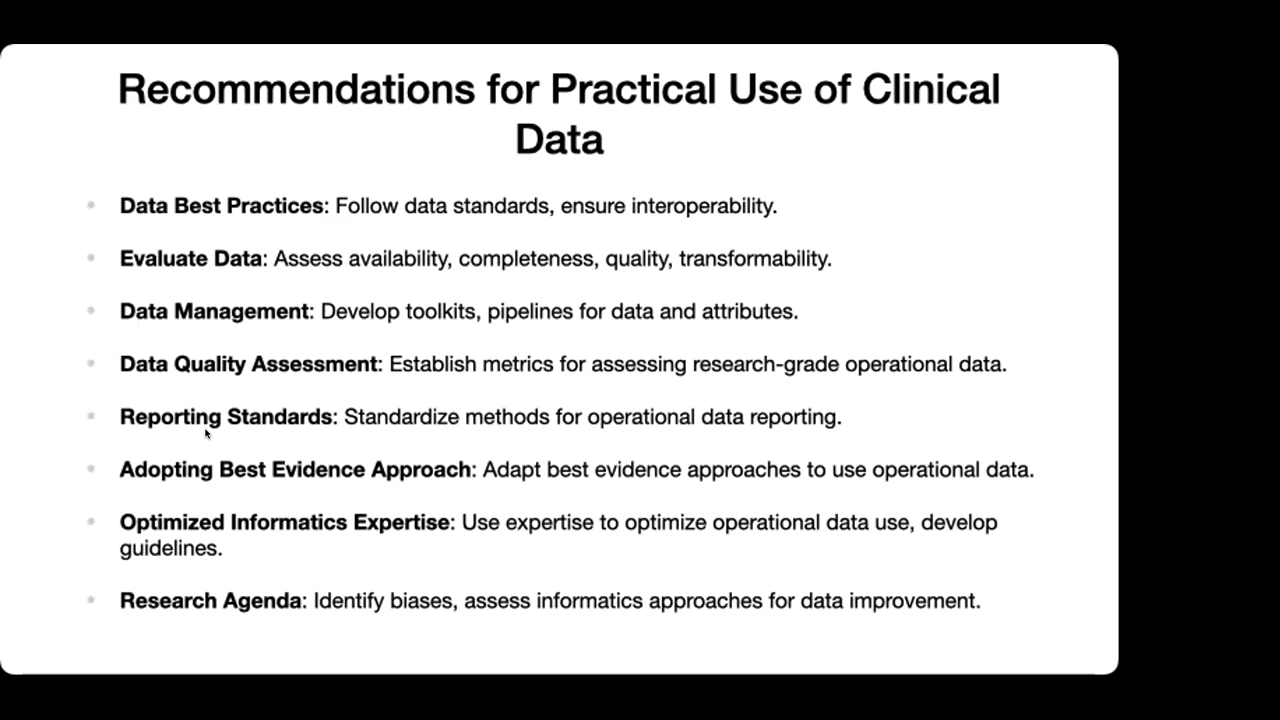 Recommendations for Practical Use of Clinical
Data
Data Best Practices: Follow data standards, ensure interoperability.
Evaluate Data: Assess availability, completeness, quality, transformability.
Data Management: Develop toolkits, pipelines for data and attributes.
Data Quality Assessment: Establish metrics for assessing research-grade operational data.
Reporting Standards: Standardize methods for operational data reporting.
Adopting Best Evidence Approach: Adapt best evidence approaches to use operational data.
Optimized Informatics Expertise: Use expertise to optimize operational data use, develop
guidelines.
Research Agenda: Identify biases, assess informatics approaches for data improvement.